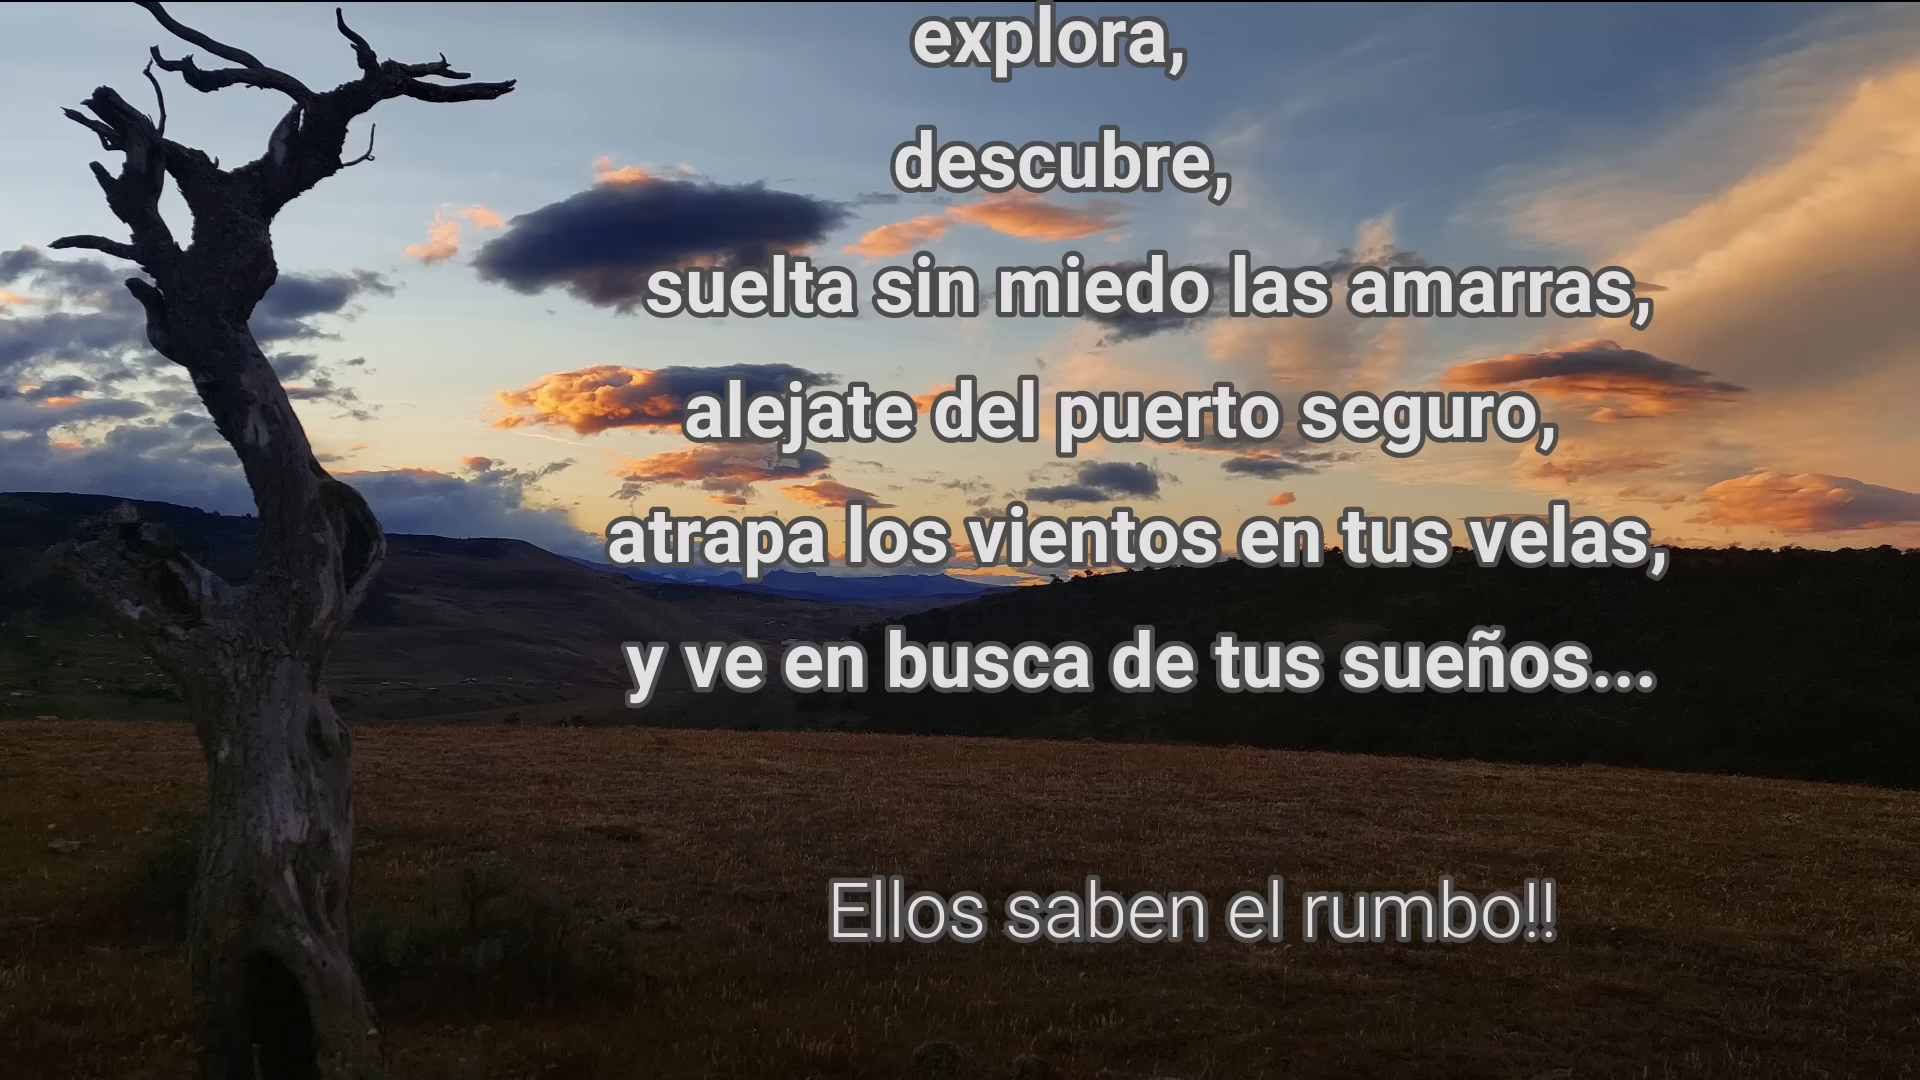 explora,
descubre,
suelta sin miedo las amarras,
alejate del puerto seguro,
atrapa los vientos en tus velas,
y ve en busca de tus sueños...
Ellos saben el rumbo!!